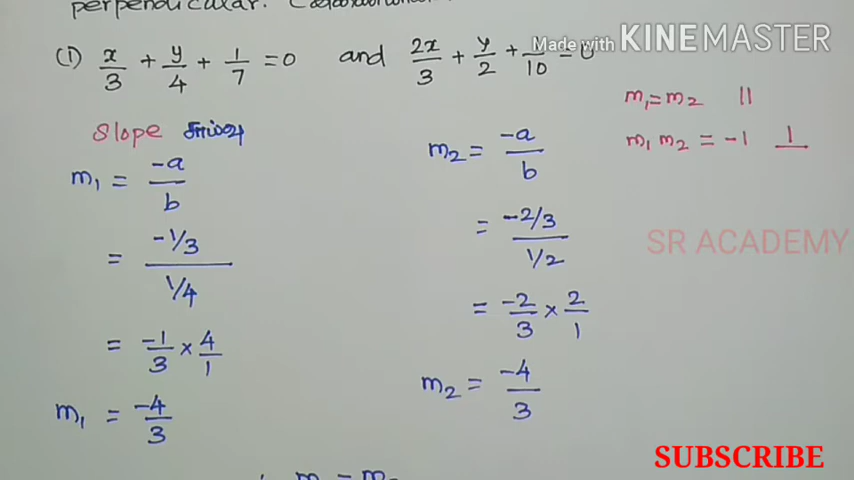 perpendicular.
(1) x/3 + y/4 + 1/7 = 0 and 2x/3 + y/2 + 1/10 = 0
Made with KINEMASTER
m₁ = m₂ ||
m₁ m₂ = -1 ⊥
Slope
m₁ = -a/b
= (-1/3)/(1/4)
= -1/3 × 4/1
m₁ = -4/3
m₂ = -a/b
= (-2/3)/(1/2)
= -2/3 × 2/1
m₂ = -4/3
SR ACADEMY
SUBSCRIBE